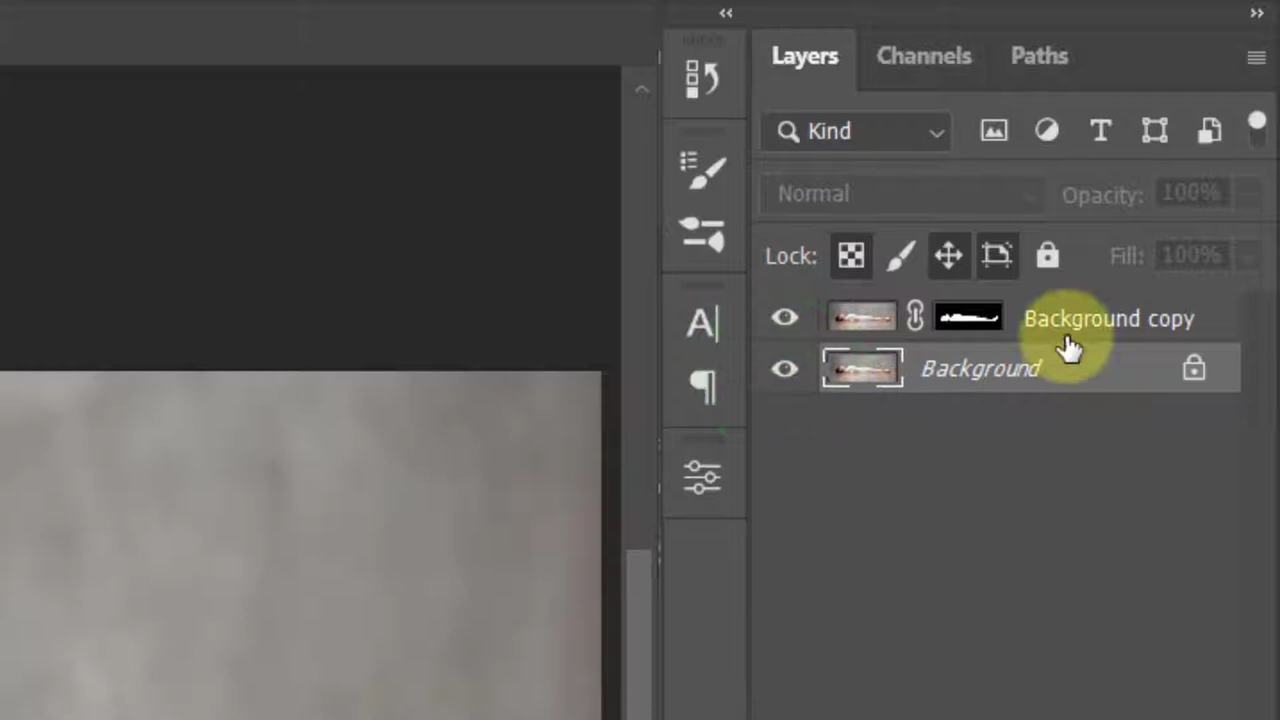 Layers Channels Paths
Kind
Normal Opacity: 100%
Lock: Fill: 100%
Background copy
Background